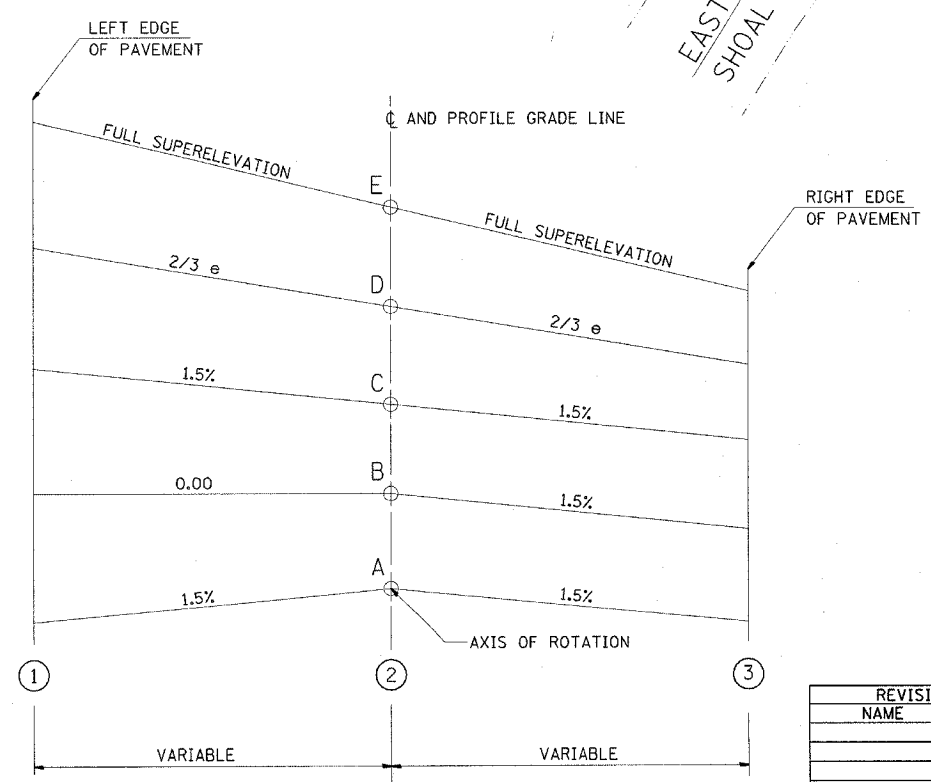 LEFT EDGE
OF PAVEMENT
EAST
SHOAL
℄ AND PROFILE GRADE LINE
FULL SUPERELEVATION
E
FULL SUPERELEVATION
RIGHT EDGE
OF PAVEMENT
2/3 e
D
2/3 e
1.5%
C
1.5%
0.00
B
1.5%
A
1.5%
1.5%
AXIS OF ROTATION
1
2
3
REVISI
NAME
VARIABLE
VARIABLE